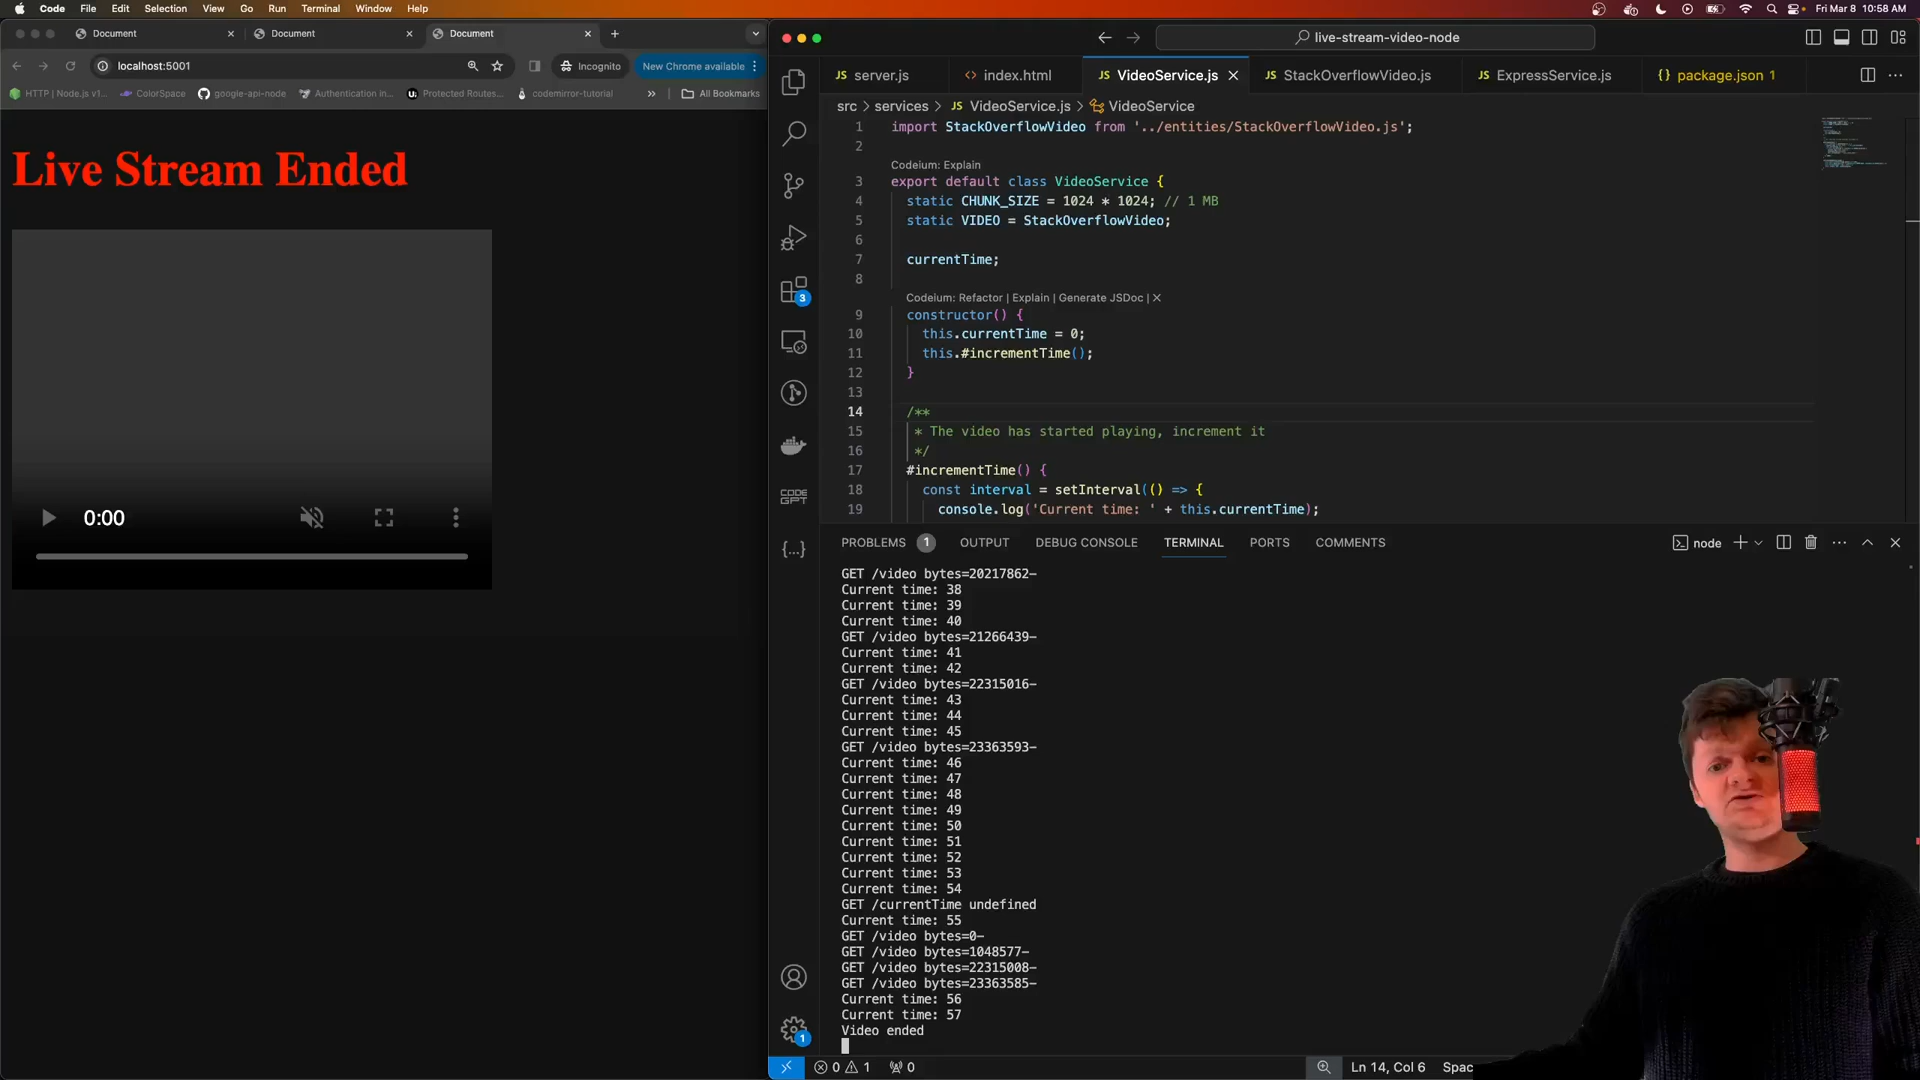 Code File Edit Selection View Go Run Terminal Window Help
Fri Mar 8 10:58 AM
Document
Document
Document
localhost:5001
Incognito
New Chrome available
HTTP | Node.js v1...
ColorSpace
google-api-node
Authentication in...
Protected Routes...
codemirror-tutorial
All Bookmarks
Live Stream Ended
0:00
live-stream-video-node
JS server.js
<> index.html
JS VideoService.js
JS StackOverflowVideo.js
JS ExpressService.js
{} package.json 1
src > services > JS VideoService.js > VideoService
1 import StackOverflowVideo from '../entities/StackOverflowVideo.js';
2
Codeium: Explain
3 export default class VideoService {
4 static CHUNK_SIZE = 1024 * 1024; // 1 MB
5 static VIDEO = StackOverflowVideo;
6
7 currentTime;
8
Codeium: Refactor | Explain | Generate JSDoc | X
9 constructor() {
10 this.currentTime = 0;
11 this.#incrementTime();
12 }
13
14 /**
15 * The video has started playing, increment it
16 */
17 #incrementTime() {
18 const interval = setInterval(() => {
19 console.log('Current time: ' + this.currentTime);
3
CODE GPT
{...}
PROBLEMS 1 OUTPUT DEBUG CONSOLE TERMINAL PORTS COMMENTS
node
GET /video bytes=20217862-
Current time: 38
Current time: 39
Current time: 40
GET /video bytes=21266439-
Current time: 41
Current time: 42
GET /video bytes=22315016-
Current time: 43
Current time: 44
Current time: 45
GET /video bytes=23363593-
Current time: 46
Current time: 47
Current time: 48
Current time: 49
Current time: 50
Current time: 51
Current time: 52
Current time: 53
Current time: 54
GET /currentTime undefined
Current time: 55
GET /video bytes=0-
GET /video bytes=1048577-
GET /video bytes=22315008-
GET /video bytes=23363585-
Current time: 56
Current time: 57
Video ended
1
0 1 0
Ln 14, Col 6 Spac